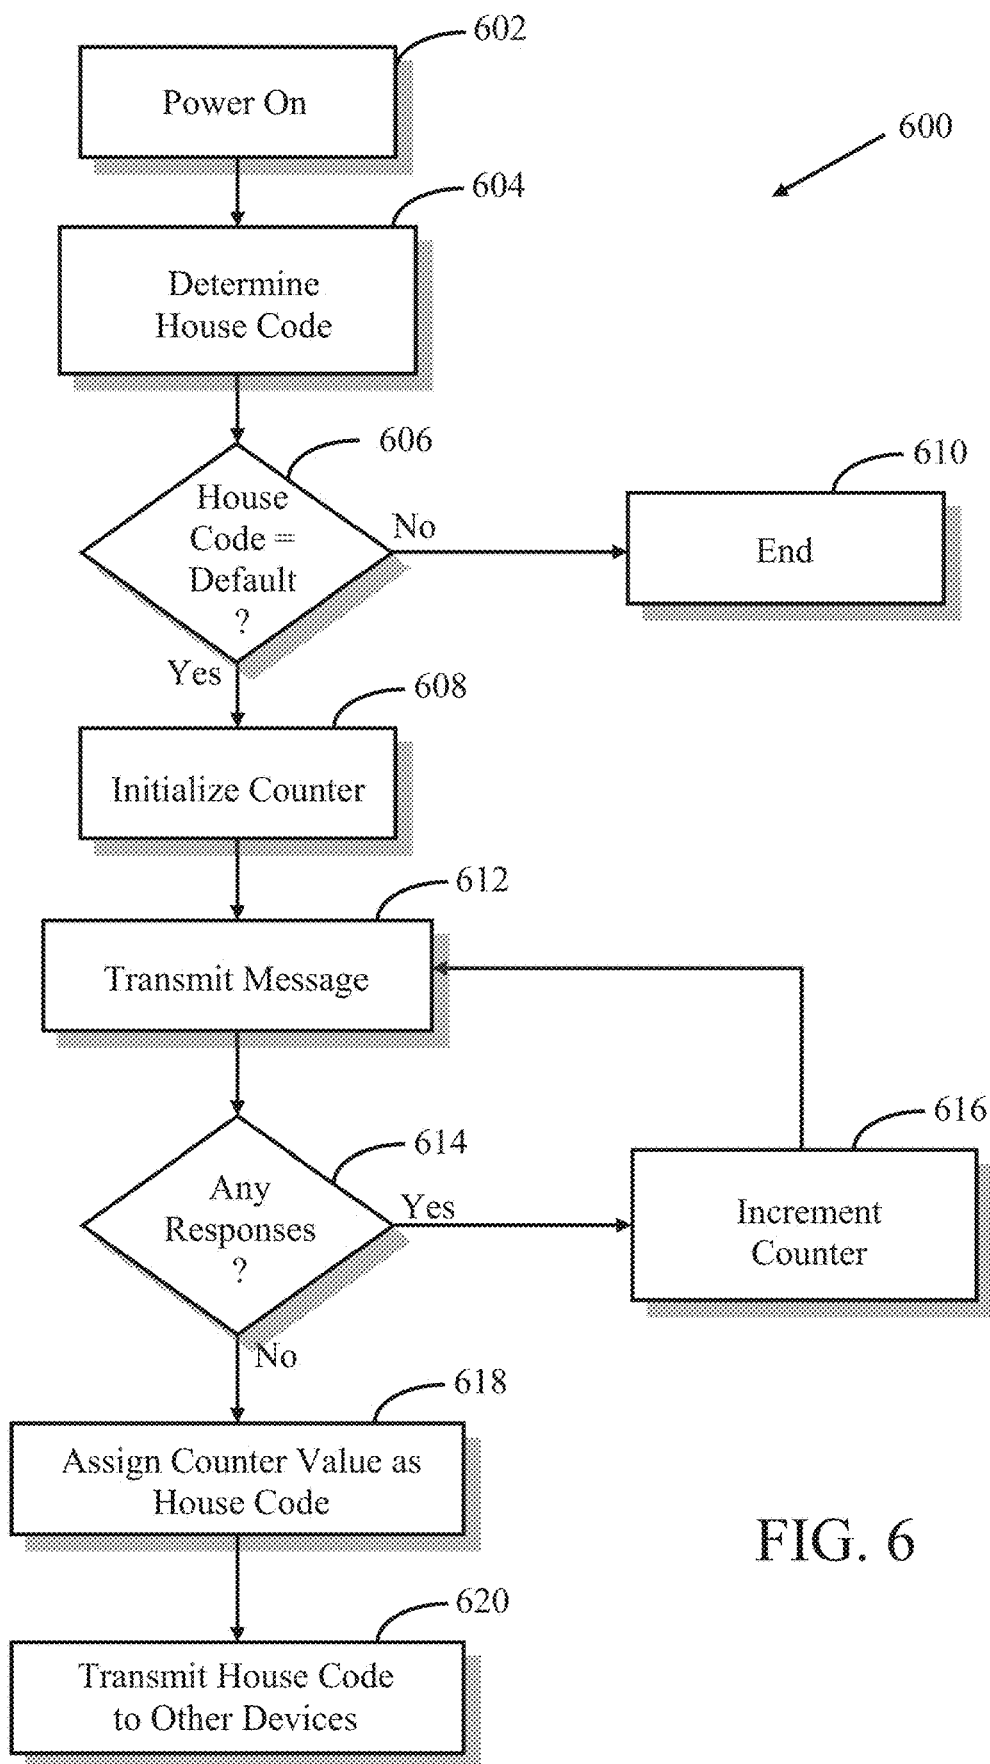 602
Power On
600
604
Determine
House Code
606
House
Code =
Default
?
No
610
End
Yes
608
Initialize Counter
612
Transmit Message
614
Any
Responses
?
Yes
616
Increment
Counter
No
618
Assign Counter Value as
House Code
FIG. 6
620
Transmit House Code
to Other Devices